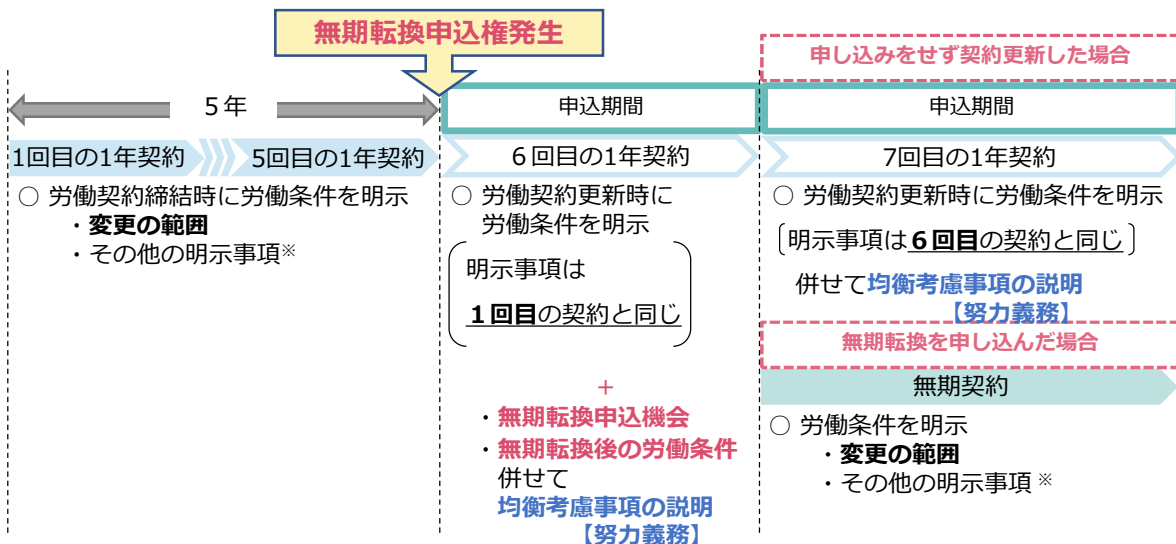 無期転換申込権発生
5年
1回目の1年契約
5回目の1年契約
○ 労働契約締結時に労働条件を明示
・変更の範囲
・その他の明示事項※
申込期間
6回目の1年契約
○ 労働契約更新時に
労働条件を明示
明示事項は
1回目の契約と同じ
+
・無期転換申込機会
・無期転換後の労働条件
併せて
均衡考慮事項の説明
【努力義務】
申し込みをせず契約更新した場合
申込期間
7回目の1年契約
○ 労働契約更新時に労働条件を明示
明示事項は6回目の契約と同じ
併せて均衡考慮事項の説明
【努力義務】
無期転換を申し込んだ場合
無期契約
○ 労働条件を明示
・変更の範囲
・その他の明示事項※